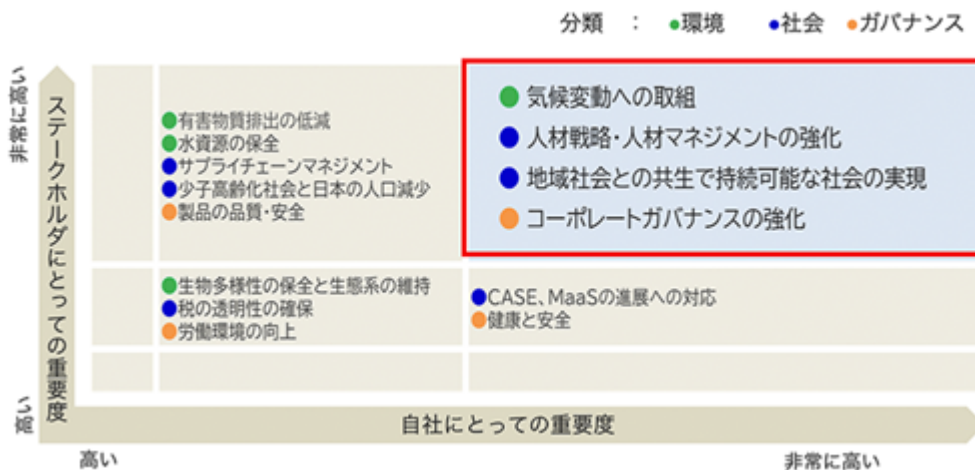 分類 : ●環境 ●社会 ●ガバナンス
非常に高い
ステークホルダにとっての重要度
高い
●有害物質排出の低減
●水資源の保全
●サプライチェーンマネジメント
●少子高齢化社会と日本の人口減少
●製品の品質・安全
●気候変動への取組
●人材戦略・人材マネジメントの強化
●地域社会との共生で持続可能な社会の実現
●コーポレートガバナンスの強化
●生物多様性の保全と生態系の維持
●税の透明性の確保
●労働環境の向上
●CASE、MaaSの進展への対応
●健康と安全
自社にとっての重要度
高い
非常に高い